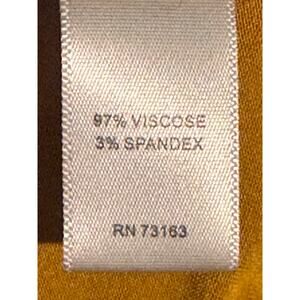 97% VISCOSE
3% SPANDEX
RN 73163